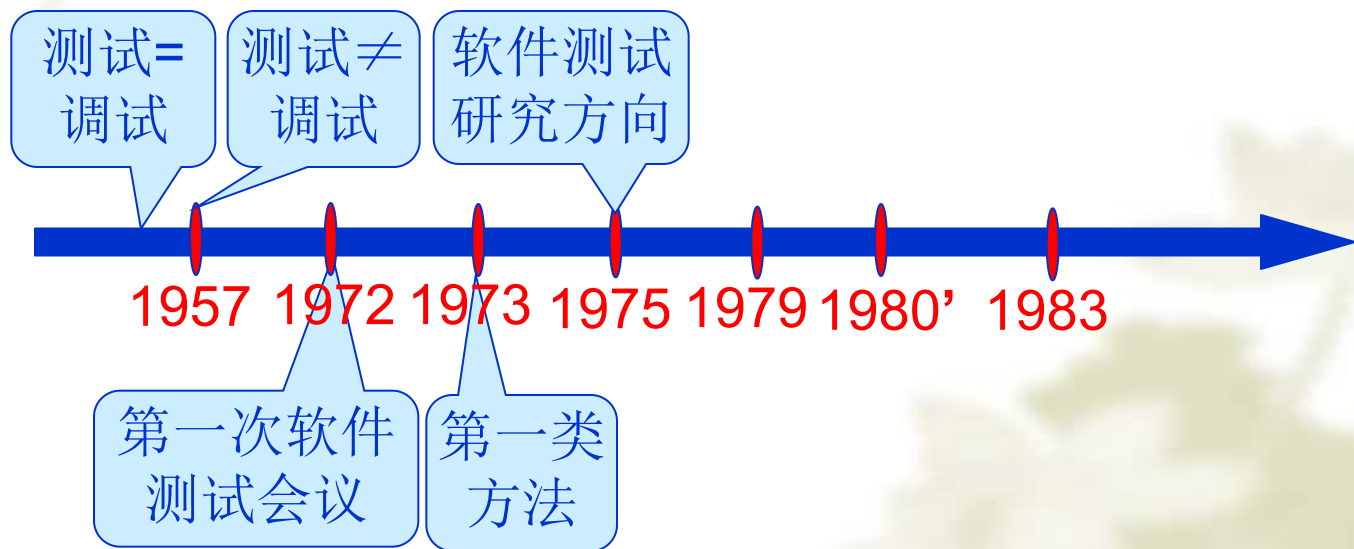 测试=
调试
测试≠
调试
软件测试
研究方向
1957 1972 1973 1975 1979 1980’ 1983
第一次软件
测试会议
第一类
方法